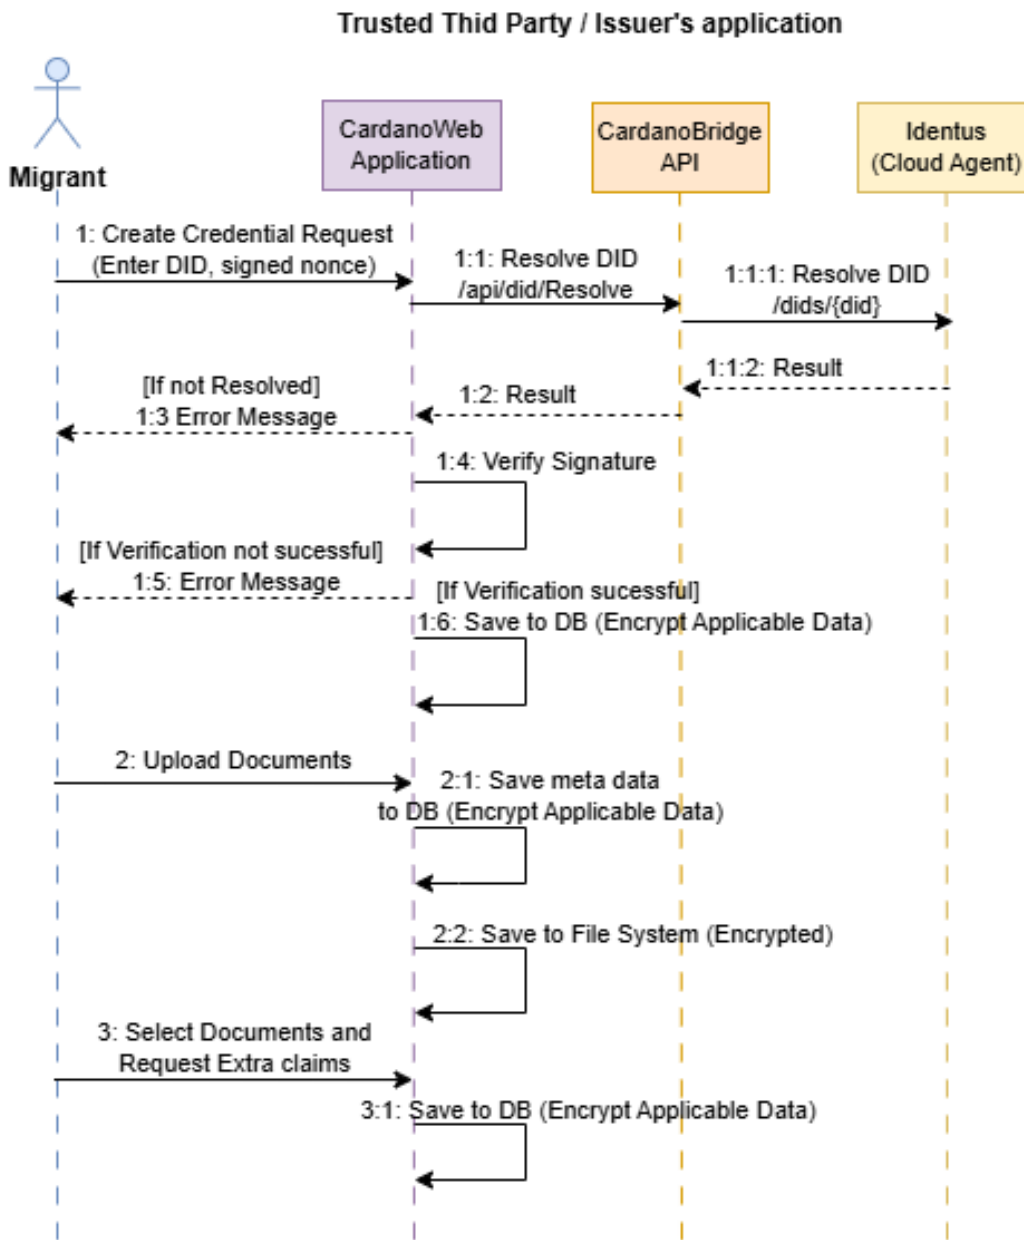 Trusted Thid Party / Issuer's application
Migrant
CardanoWeb
Application
CardanoBridge
API
Identus
(Cloud Agent)
1: Create Credential Request
(Enter DID, signed nonce)
1:1: Resolve DID
/api/did/Resolve
1:1:1: Resolve DID
/dids/{did}
1:1:2: Result
1:2: Result
[If not Resolved]
1:3 Error Message
1:4: Verify Signature
[If Verification not sucessful]
1:5: Error Message
[If Verification sucessful]
1:6: Save to DB (Encrypt Applicable Data)
2: Upload Documents
2:1: Save meta data
to DB (Encrypt Applicable Data)
2:2: Save to File System (Encrypted)
3: Select Documents and
Request Extra claims
3:1: Save to DB (Encrypt Applicable Data)